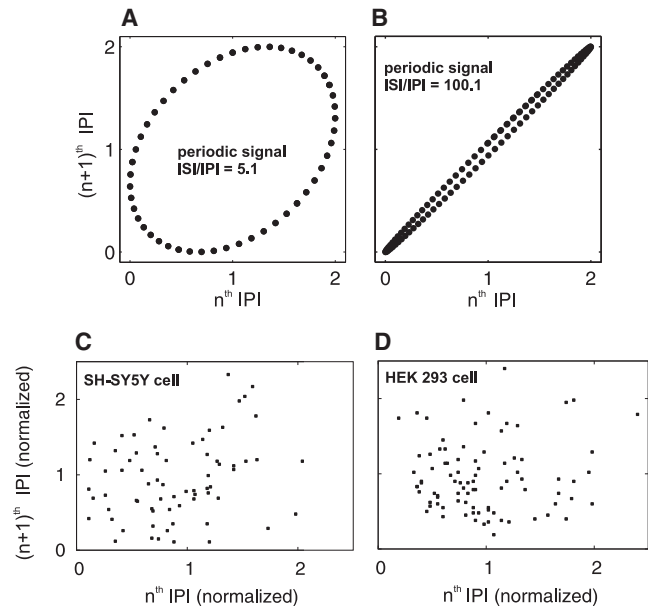 A
2
1
0
(n+1)th IPI
periodic signal
ISI/IPI = 5.1
0
1
2
nth IPI
B
periodic signal
ISI/IPI = 100.1
0
1
2
nth IPI
C
SH-SY5Y cell
2
1
0
(n+1)th IPI (normalized)
0
1
2
nth IPI (normalized)
D
HEK 293 cell
0
1
2
nth IPI (normalized)